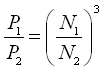 P₁/P₂ = (N₁/N₂)³